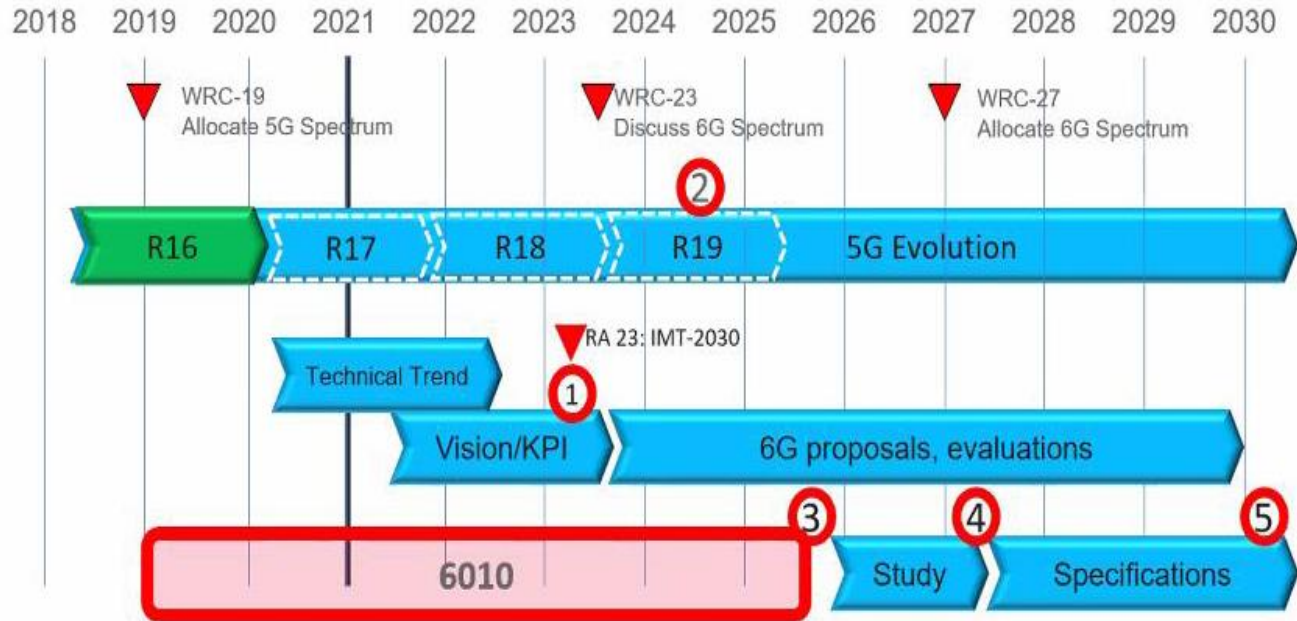 2018 2019 2020 2021 2022 2023 2024 2025 2026 2027 2028 2029 2030
WRC-19
Allocate 5G Spectrum
WRC-23
Discuss 6G Spectrum
WRC-27
Allocate 6G Spectrum
2
R16 R17 R18 R19 5G Evolution
RA 23: IMT-2030
Technical Trend
1
Vision/KPI 6G proposals, evaluations
3 4 5
6010 Study Specifications